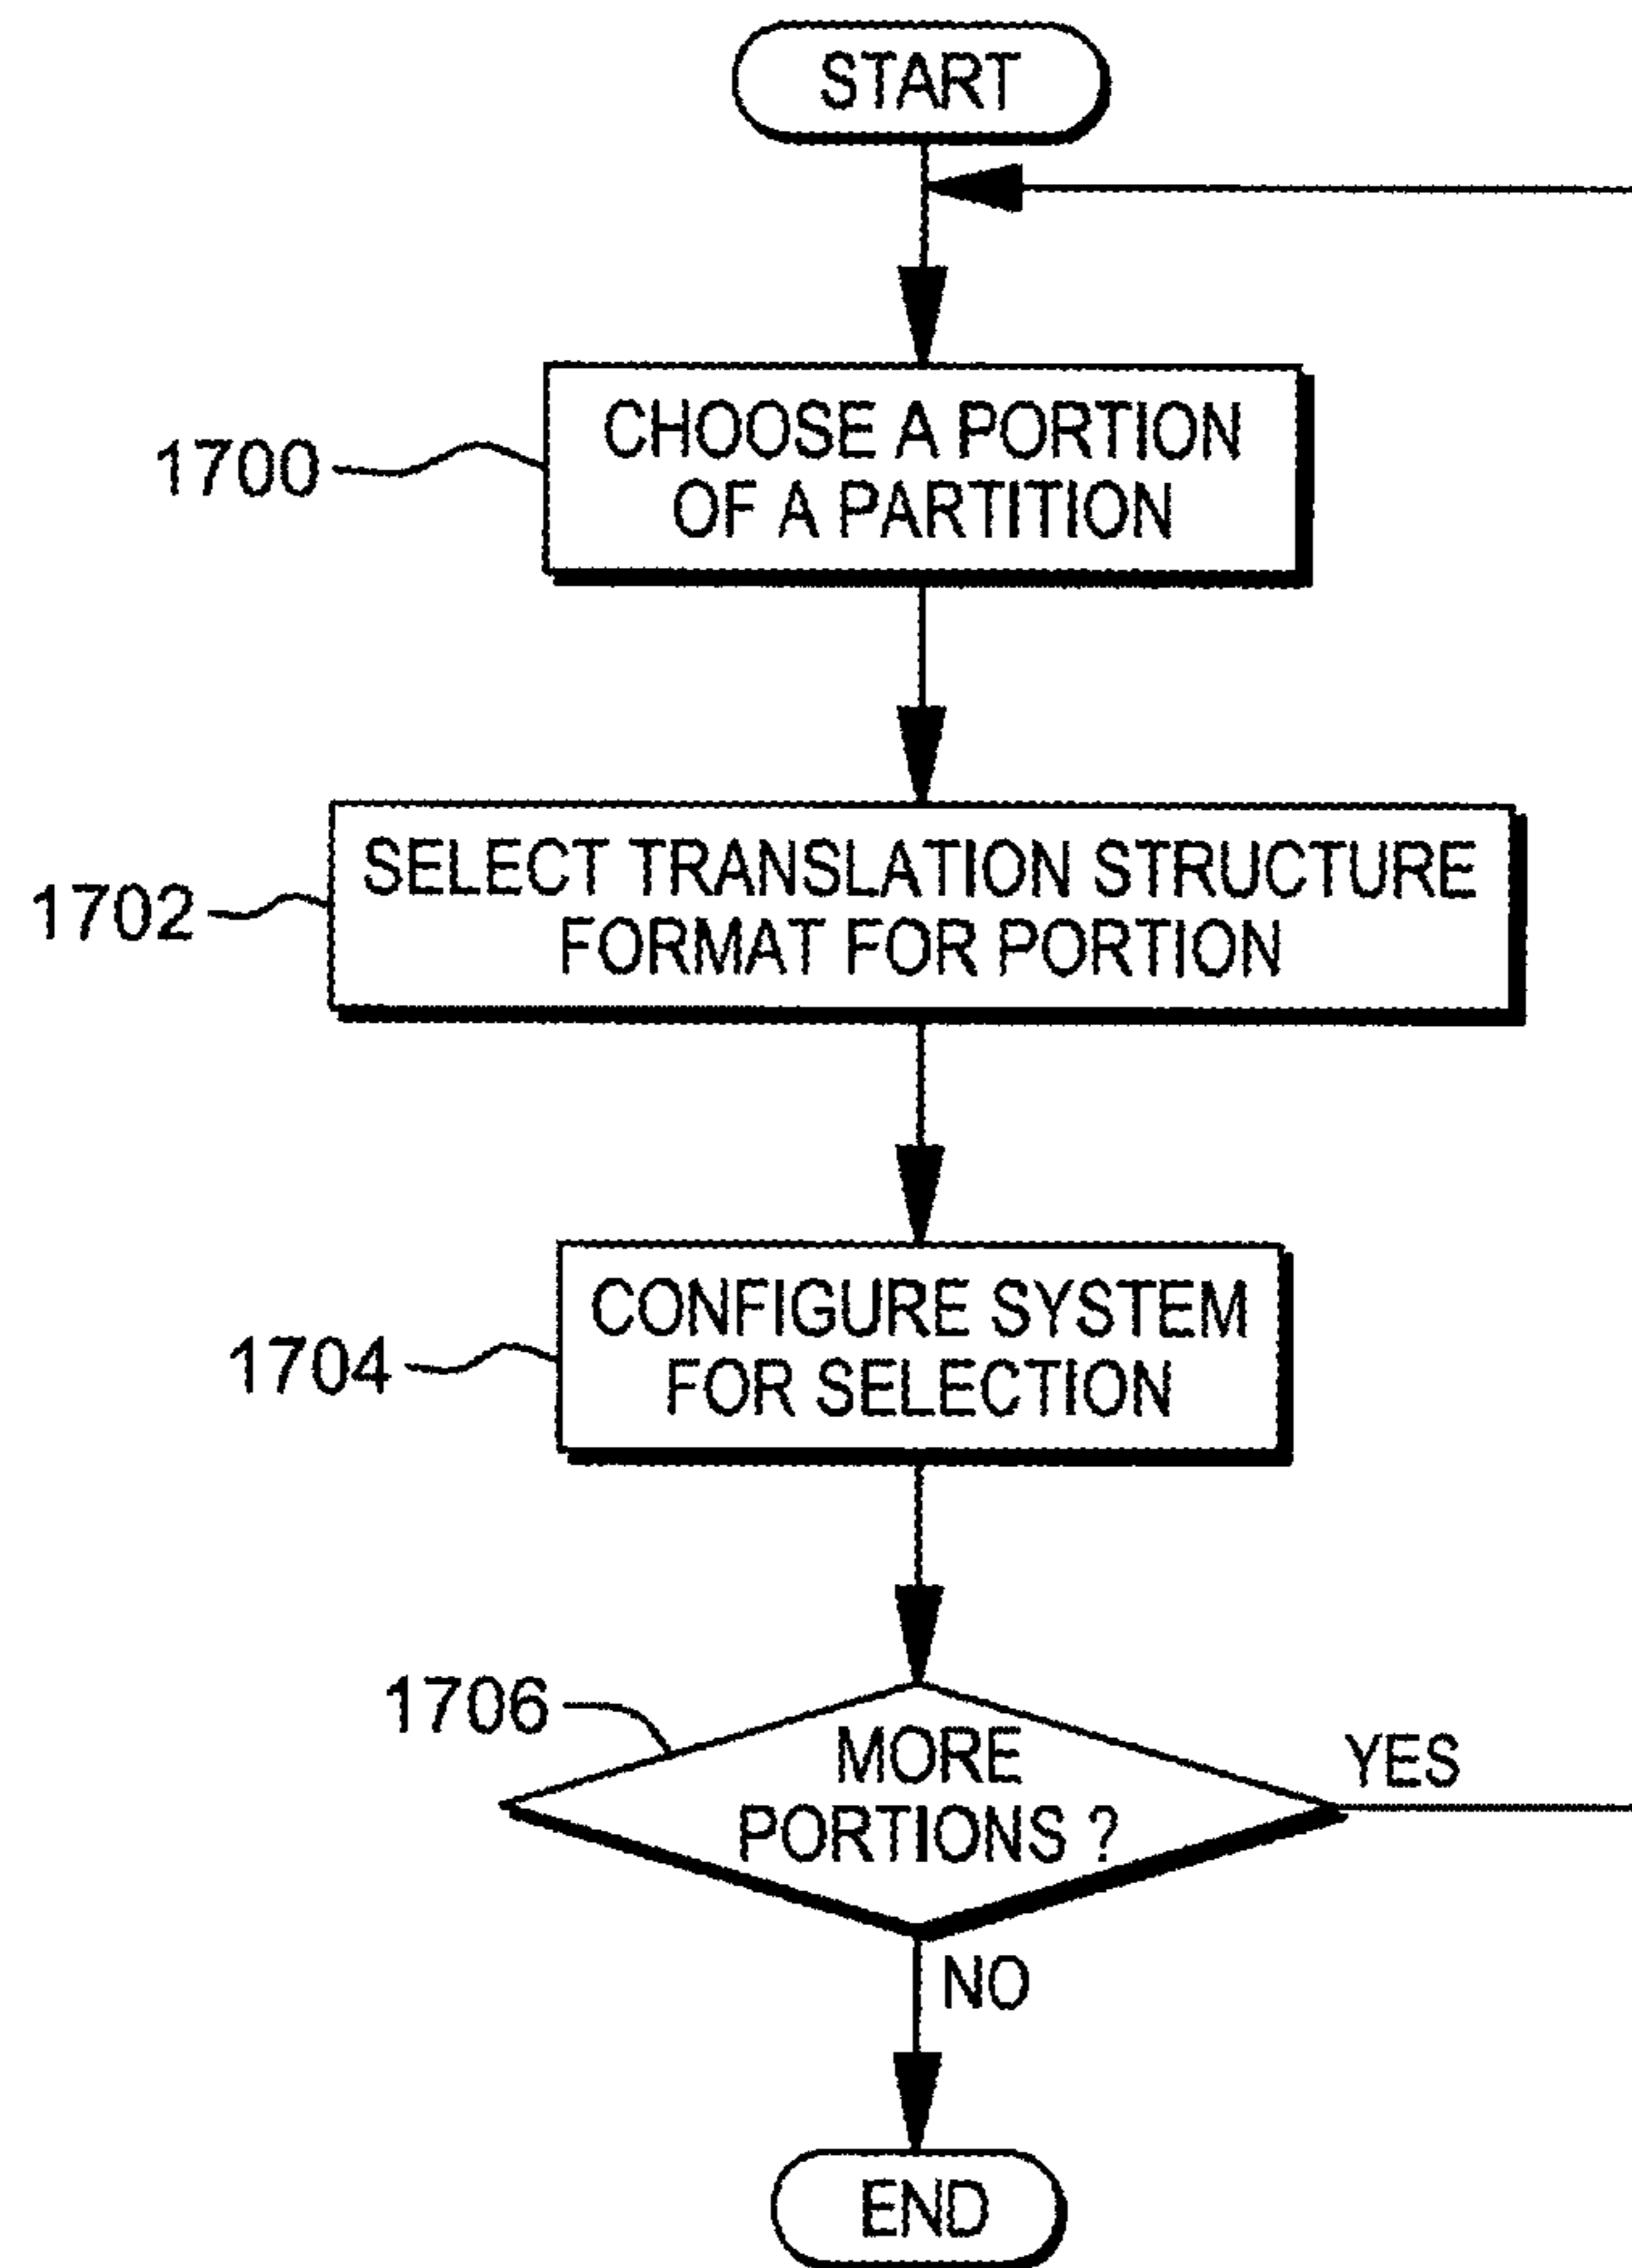 START
1700
CHOOSE A PORTION
OF A PARTITION
1702
SELECT TRANSLATION STRUCTURE
FORMAT FOR PORTION
1704
CONFIGURE SYSTEM
FOR SELECTION
1706
MORE
PORTIONS ?
YES
NO
END